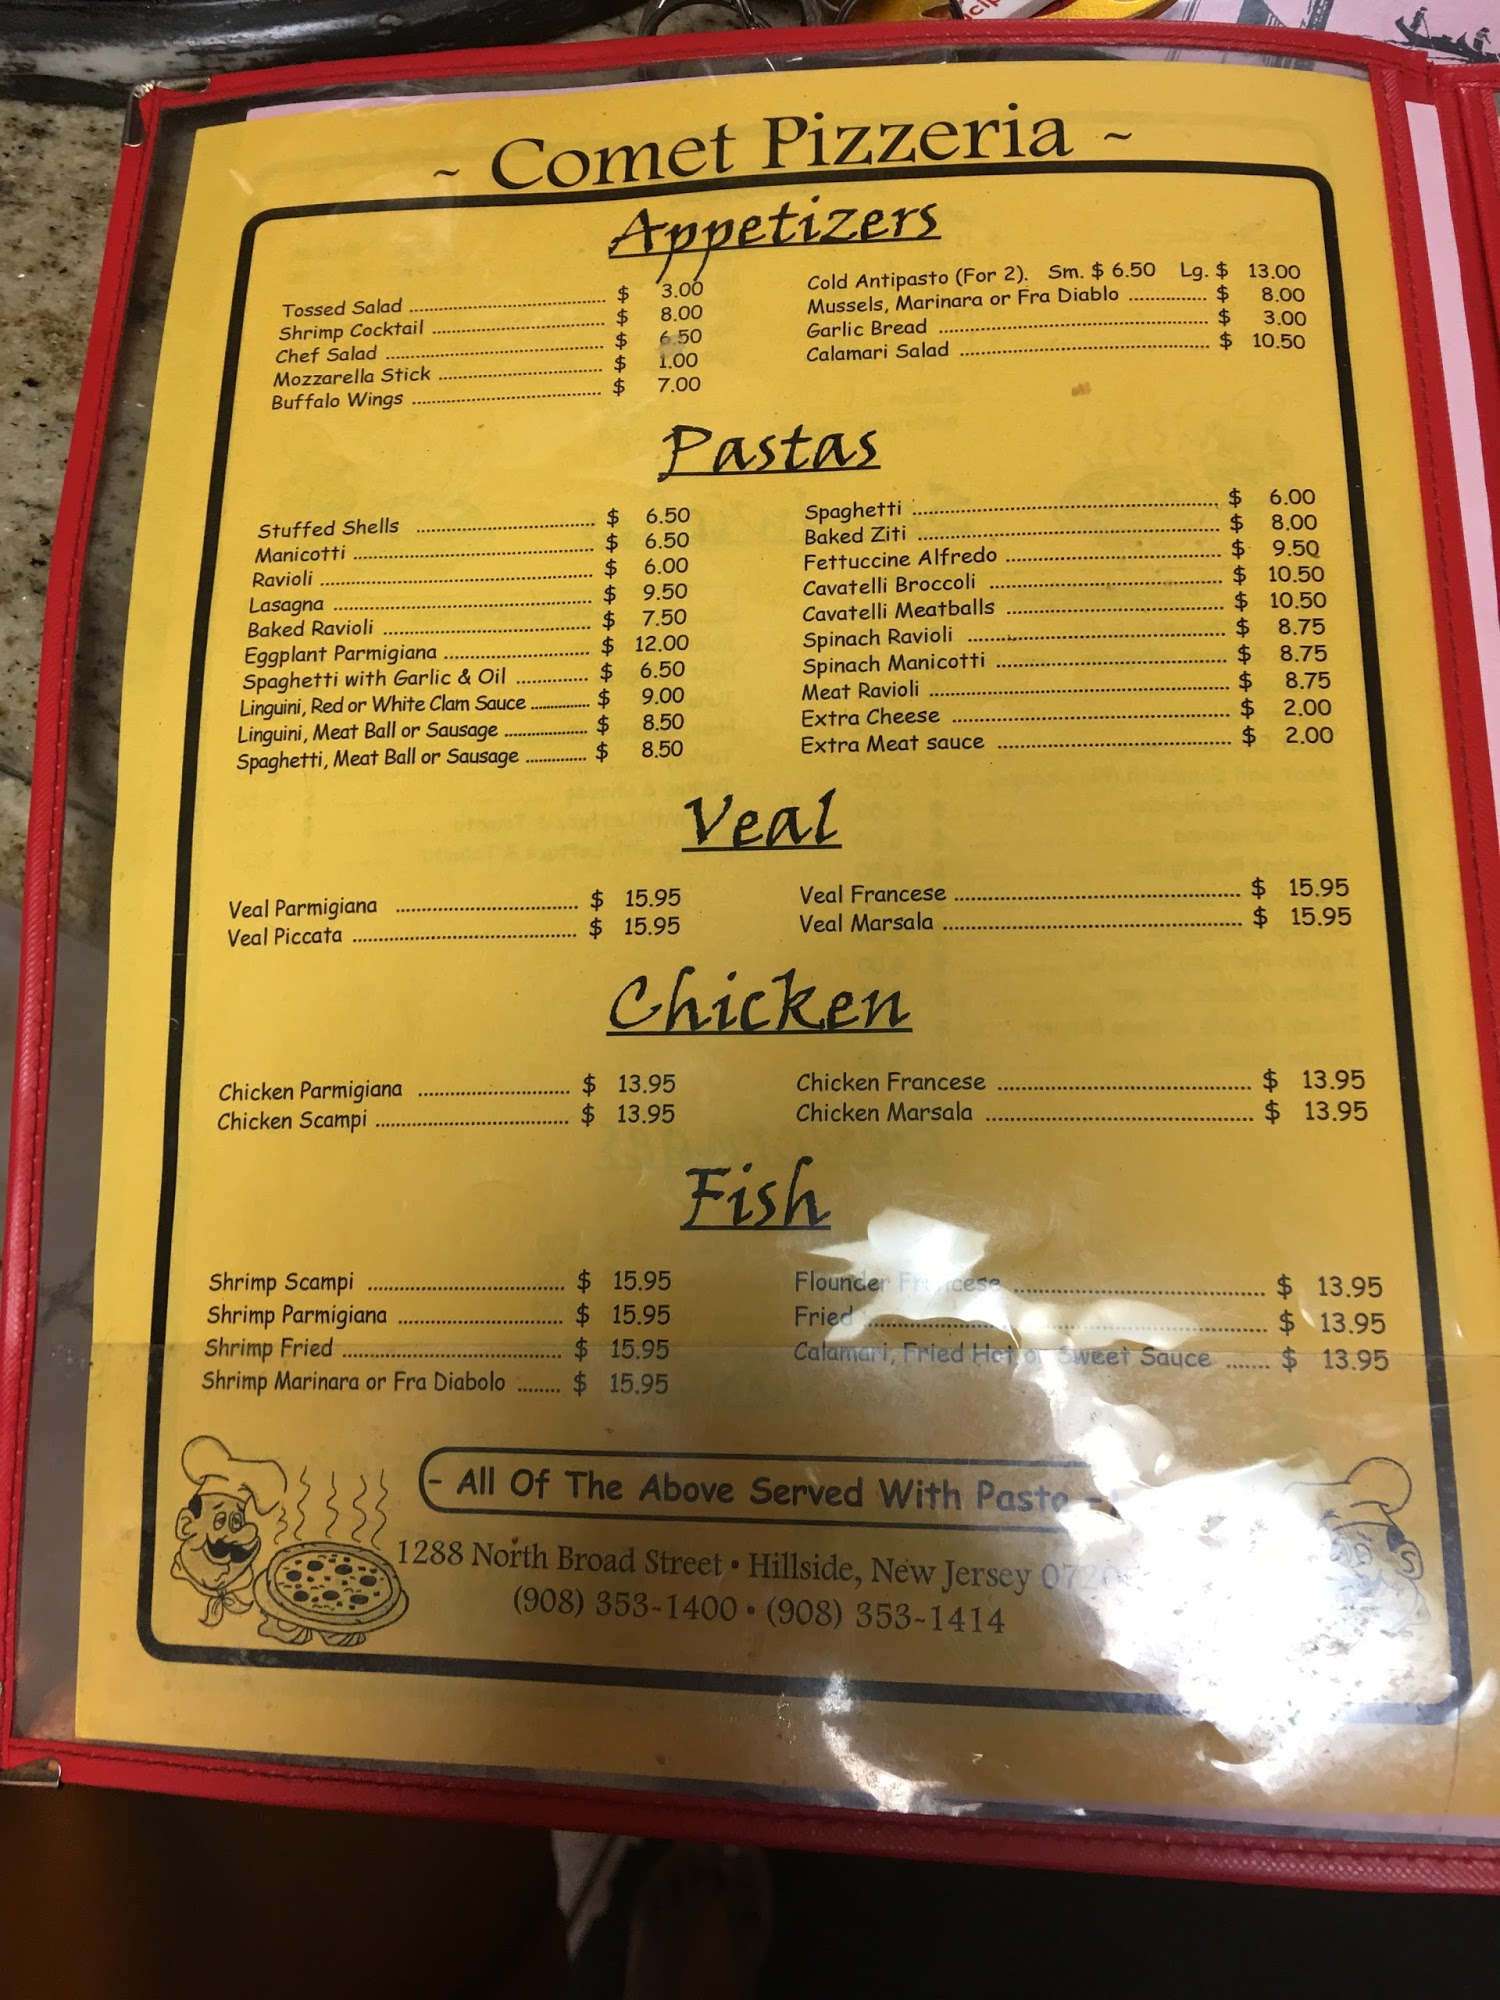 ~ Comet Pizzeria ~
Appetizers
Tossed Salad ........ $ 3.00
Shrimp Cocktail ........ $ 8.00
Chef Salad ........ $ 6.50
Mozzarella Stick ........ $ 1.00
Buffalo Wings ........ $ 7.00
Cold Antipasto (For 2). Sm. $ 6.50 Lg. $ 13.00
Mussels, Marinara or Fra Diablo ........ $ 8.00
Garlic Bread ........ $ 3.00
Calamari Salad ........ $ 10.50
Pastas
Stuffed Shells ........ $ 6.50
Manicotti ........ $ 6.50
Ravioli ........ $ 6.00
Lasagna ........ $ 9.50
Baked Ravioli ........ $ 7.50
Eggplant Parmigiana ........ $ 12.00
Spaghetti with Garlic & Oil ........ $ 6.50
Linguini, Red or White Clam Sauce ........ $ 9.00
Linguini, Meat Ball or Sausage ........ $ 8.50
Spaghetti, Meat Ball or Sausage ........ $ 8.50
Spaghetti ........ $ 6.00
Baked Ziti ........ $ 8.00
Fettuccine Alfredo ........ $ 9.50
Cavatelli Broccoli ........ $ 10.50
Cavatelli Meatballs ........ $ 10.50
Spinach Ravioli ........ $ 8.75
Spinach Manicotti ........ $ 8.75
Meat Ravioli ........ $ 8.75
Extra Cheese ........ $ 2.00
Extra Meat sauce ........ $ 2.00
Veal
Veal Parmigiana ........ $ 15.95
Veal Piccata ........ $ 15.95
Veal Francese ........ $ 15.95
Veal Marsala ........ $ 15.95
Chicken
Chicken Parmigiana ........ $ 13.95
Chicken Scampi ........ $ 13.95
Chicken Francese ........ $ 13.95
Chicken Marsala ........ $ 13.95
Fish
Shrimp Scampi ........ $ 15.95
Shrimp Parmigiana ........ $ 15.95
Shrimp Fried ........ $ 15.95
Shrimp Marinara or Fra Diabolo ........ $ 15.95
Flounder Francese ........ $ 13.95
Fried ........ $ 13.95
Calamari, Fried Hot or Sweet Sauce ....... $ 13.95
- All Of The Above Served With Pasta -
1288 North Broad Street • Hillside, New Jersey
(908) 353-1400 • (908) 353-1414